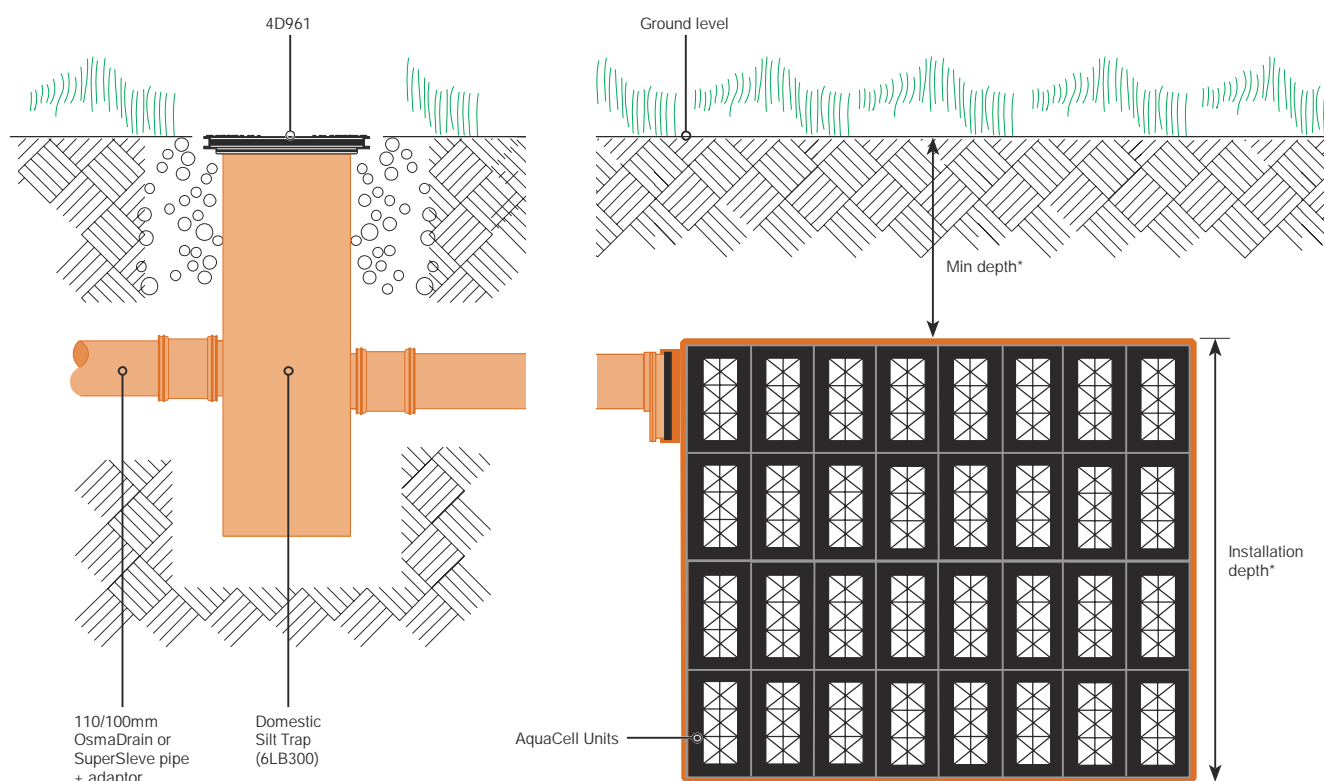 4D961
Ground level
Min depth*
Installation
depth*
110/100mm
OsmaDrain or
SuperSleve pipe
+ adaptor
Domestic
Silt Trap
(6LB300)
AquaCell Units